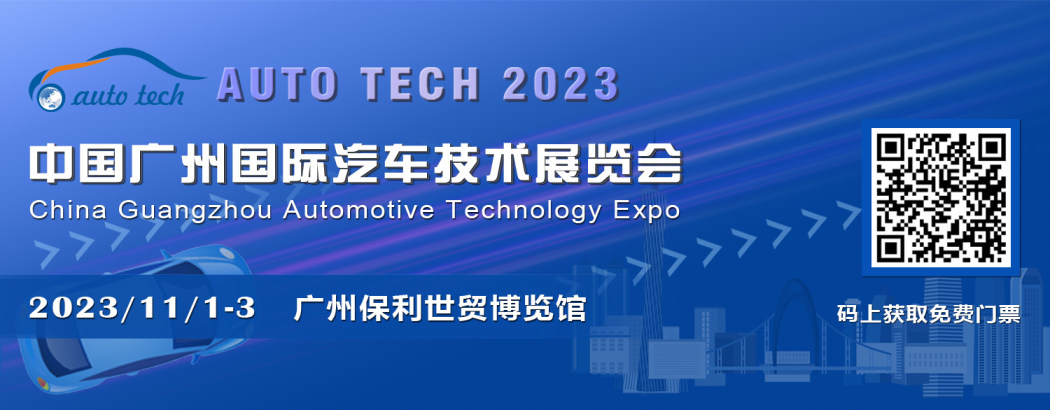 auto tech
AUTO TECH 2023
中国广州国际汽车技术展览会
China Guangzhou Automotive Technology Expo
2023/11/1-3 广州保利世贸博览馆
码上获取免费门票